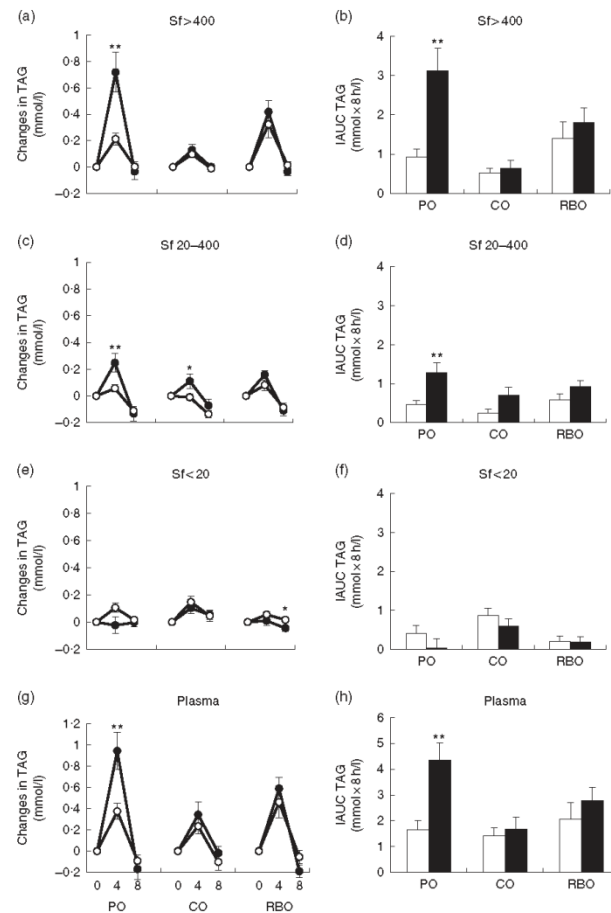 (a)
Sf>400
Changes in TAG
(mmol/l)
1
0·8
0·6
0·4
0·2
0
–0·2
**
(b)
Sf>400
IAUC TAG
(mmol × 8 h/l)
4
3
2
1
0
**
PO CO RBO
(c)
Sf 20–400
Changes in TAG
(mmol/l)
1
0·8
0·6
0·4
0·2
0
–0·2
** *
(d)
Sf 20–400
IAUC TAG
(mmol × 8 h/l)
4
3
2
1
0
**
PO CO RBO
(e)
Sf<20
Changes in TAG
(mmol/l)
1
0·8
0·6
0·4
0·2
0
–0·2
*
(f)
Sf<20
IAUC TAG
(mmol × 8 h/l)
4
3
2
1
0
PO CO RBO
(g)
Plasma
Changes in TAG
(mmol/l)
1·2
1
0·8
0·6
0·4
0·2
0
–0·2
**
0 4 8 0 4 8 0 4 8
PO CO RBO
(h)
Plasma
IAUC TAG
(mmol × 8 h/l)
6
5
4
3
2
1
0
**
PO CO RBO